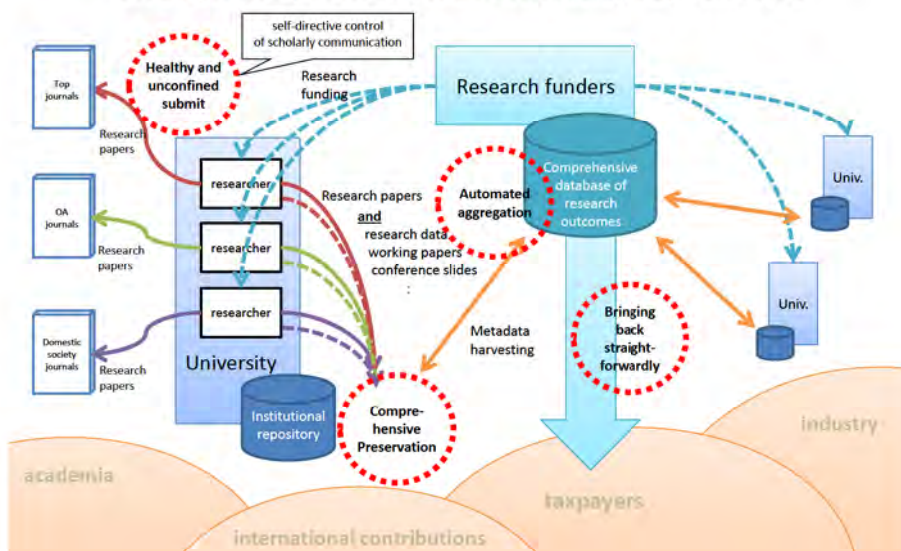 self-directive control
of scholarly communication
Healthy and
unconfined
submit
Top
journals
Research
papers
Research
funding
Research funders
researcher
Research papers
and
research data
working papers
conference slides
:
Automated
aggregation
Comprehensive
database of
research
outcomes
Univ.
OA
journals
Research
papers
researcher
Domestic
society
journals
Research
papers
researcher
University
Metadata
harvesting
Bringing
back
straight-
forwardly
Univ.
Institutional
repository
Compre-
hensive
Preservation
academia
international contributions
taxpayers
industry